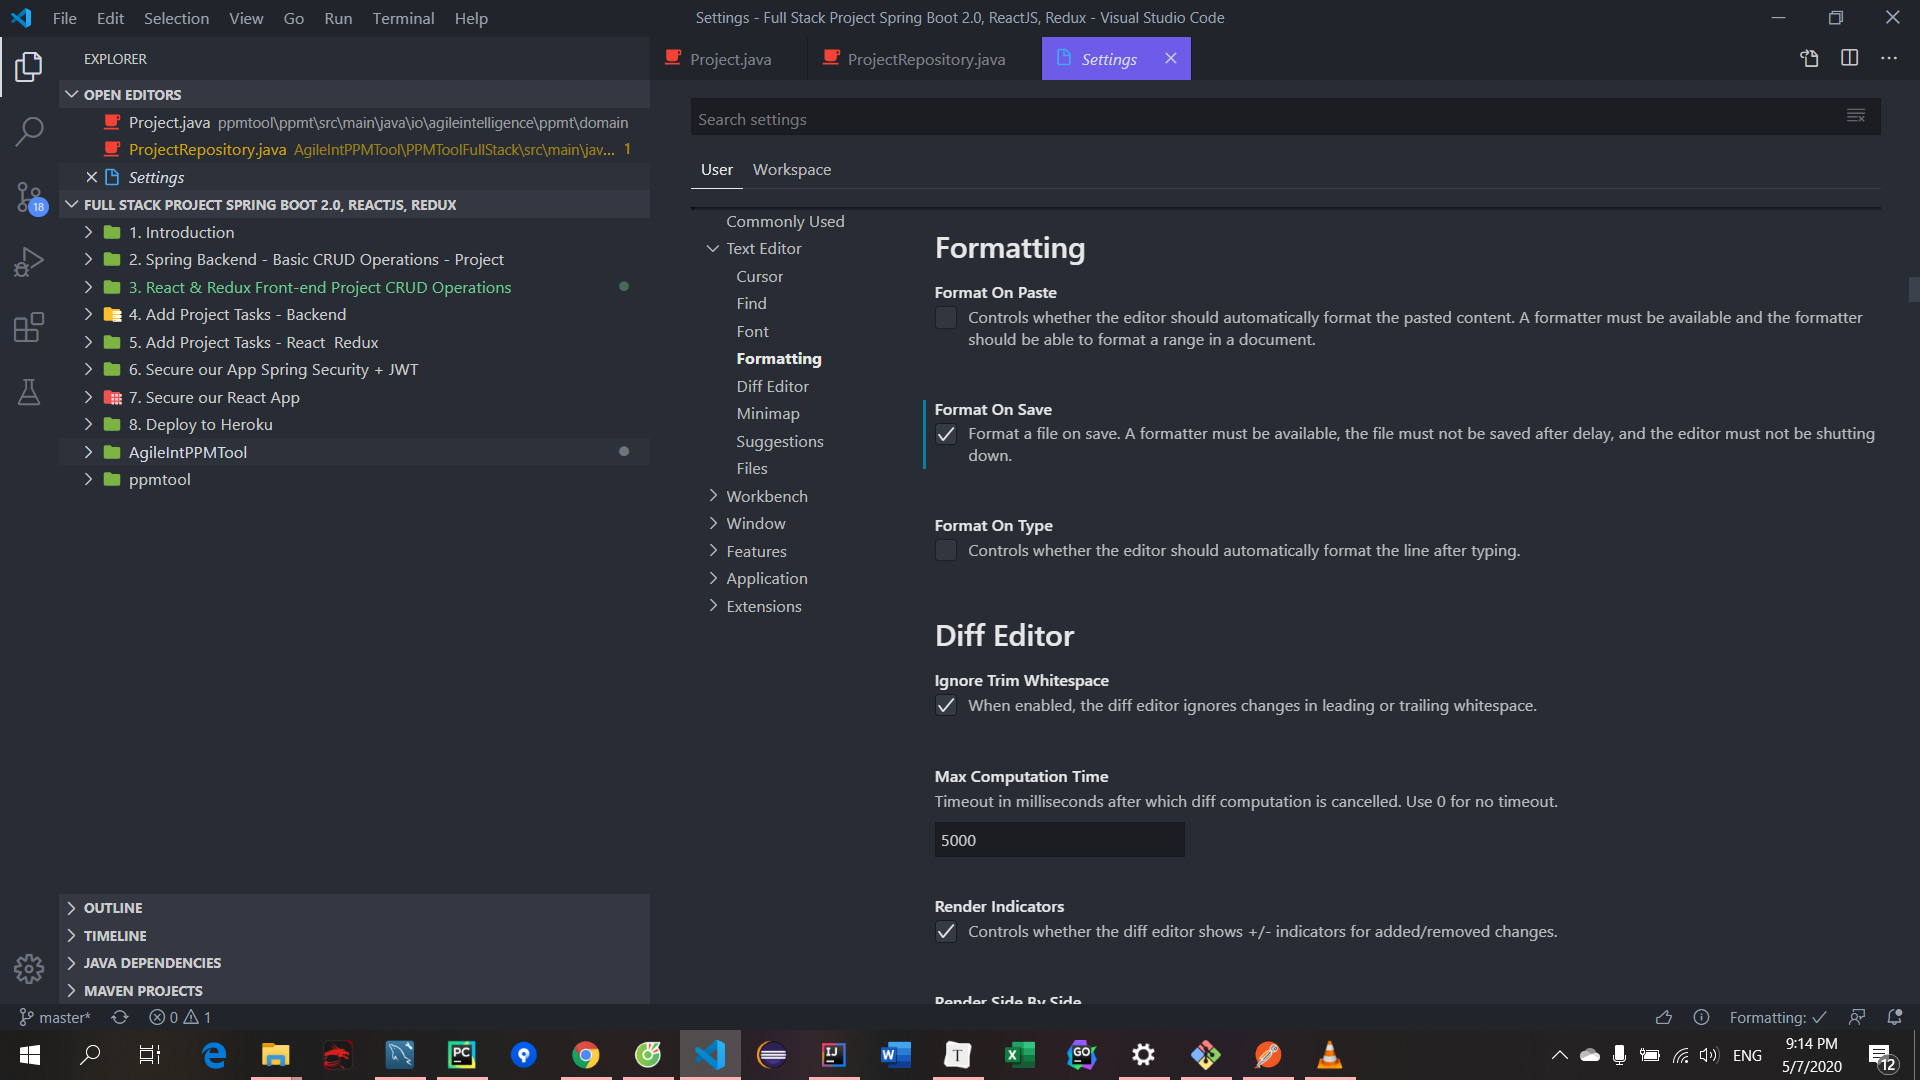 File Edit Selection View Go Run Terminal Help
Settings - Full Stack Project Spring Boot 2.0, ReactJS, Redux - Visual Studio Code
EXPLORER
OPEN EDITORS
Project.java ppmtool\ppmt\src\main\java\io\agileintelligence\ppmt\domain
ProjectRepository.java AgileIntPPMTool\PPMToolFullStack\src\main\jav... 1
Settings
FULL STACK PROJECT SPRING BOOT 2.0, REACTJS, REDUX
1. Introduction
2. Spring Backend - Basic CRUD Operations - Project
3. React & Redux Front-end Project CRUD Operations
4. Add Project Tasks - Backend
5. Add Project Tasks - React  Redux
6. Secure our App Spring Security + JWT
7. Secure our React App
8. Deploy to Heroku
AgileIntPPMTool
ppmtool
18
OUTLINE
TIMELINE
JAVA DEPENDENCIES
MAVEN PROJECTS
Project.java ProjectRepository.java Settings
Search settings
User Workspace
Commonly Used
Text Editor
Cursor
Find
Font
Formatting
Diff Editor
Minimap
Suggestions
Files
Workbench
Window
Features
Application
Extensions
Formatting
Format On Paste
Controls whether the editor should automatically format the pasted content. A formatter must be available and the formatter
should be able to format a range in a document.
Format On Save
Format a file on save. A formatter must be available, the file must not be saved after delay, and the editor must not be shutting
down.
Format On Type
Controls whether the editor should automatically format the line after typing.
Diff Editor
Ignore Trim Whitespace
When enabled, the diff editor ignores changes in leading or trailing whitespace.
Max Computation Time
Timeout in milliseconds after which diff computation is cancelled. Use 0 for no timeout.
5000
Render Indicators
Controls whether the diff editor shows +/- indicators for added/removed changes.
Render Side By Side
master* 0 1
Formatting:
PC IJ W T X GO
ENG
9:14 PM
5/7/2020
12